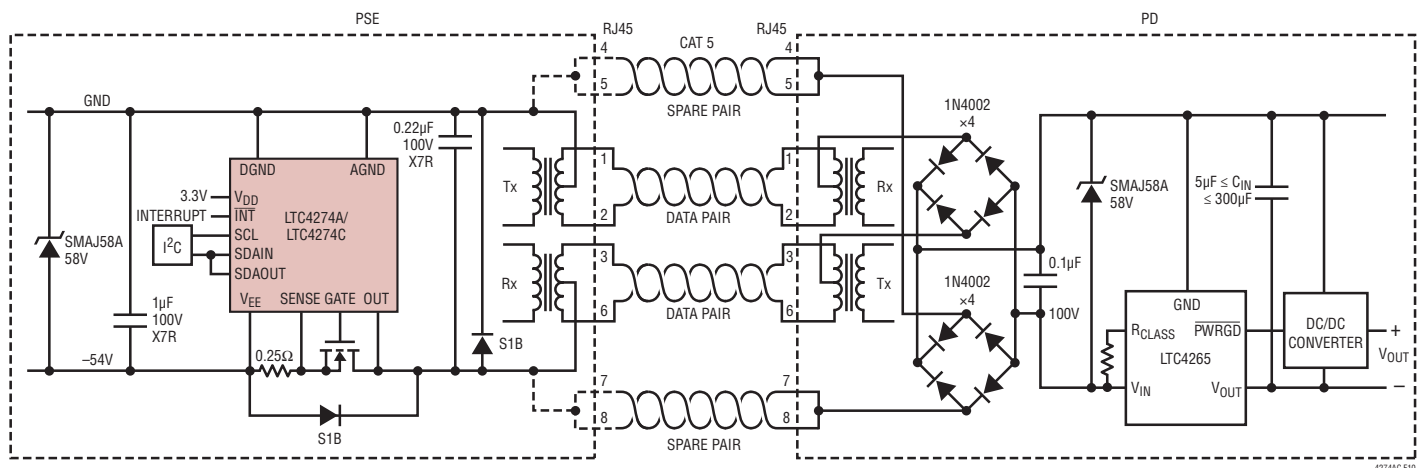 PSE
PD
RJ45
CAT 5
RJ45
4
5
4
5
SPARE PAIR
GND
0.22µF
100V
X7R
1N4002
×4
DGND
AGND
Tx
1
2
DATA PAIR
1
2
Rx
3.3V
VDD
INTERRUPT
INT
SCL
I²C
SDAIN
SDAOUT
LTC4274A/
LTC4274C
SMAJ58A
58V
SMAJ58A
58V
5µF ≤ CIN
≤ 300µF
VEE
SENSE
GATE
OUT
1µF
100V
X7R
Rx
3
6
DATA PAIR
3
6
Tx
0.1µF
100V
1N4002
×4
GND
RCLASS
PWRGD
LTC4265
VIN
VOUT
DC/DC
CONVERTER
+
VOUT
–
–54V
0.25Ω
S1B
S1B
7
8
7
8
SPARE PAIR
4274AC F10